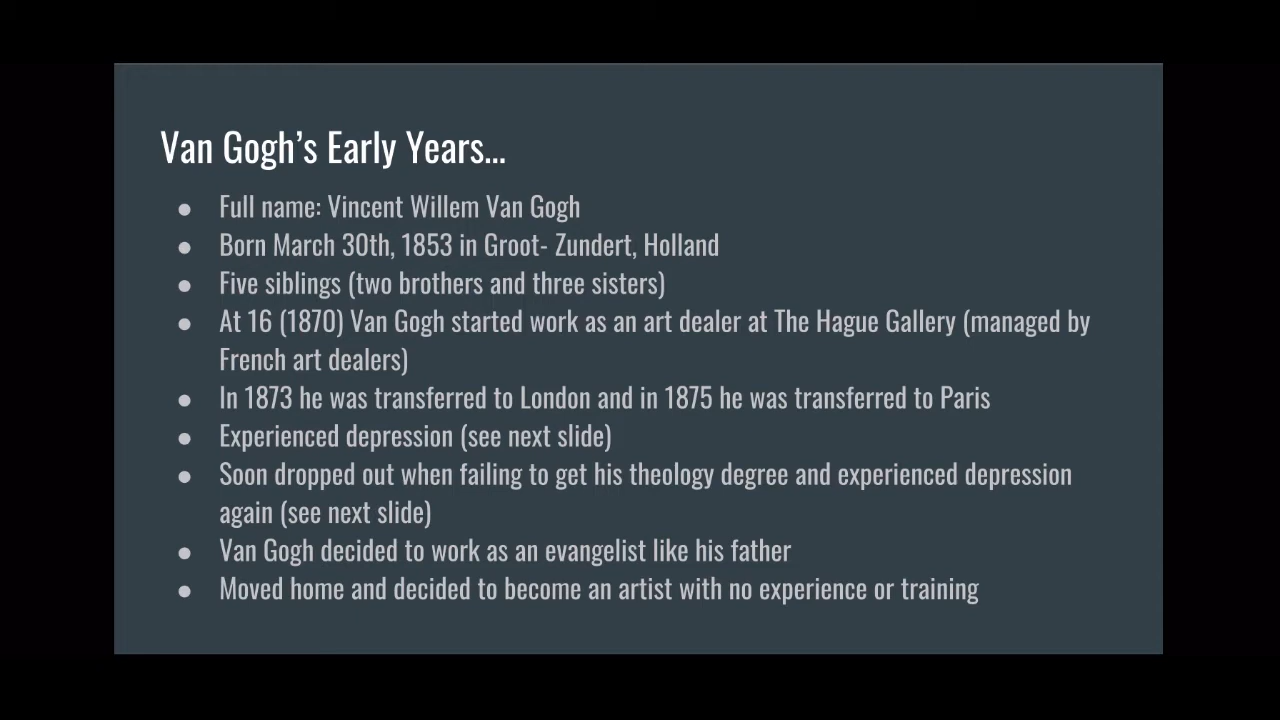 Van Gogh's Early Years...
● Full name: Vincent Willem Van Gogh
● Born March 30th, 1853 in Groot- Zundert, Holland
● Five siblings (two brothers and three sisters)
● At 16 (1870) Van Gogh started work as an art dealer at The Hague Gallery (managed by
French art dealers)
● In 1873 he was transferred to London and in 1875 he was transferred to Paris
● Experienced depression (see next slide)
● Soon dropped out when failing to get his theology degree and experienced depression
again (see next slide)
● Van Gogh decided to work as an evangelist like his father
● Moved home and decided to become an artist with no experience or training